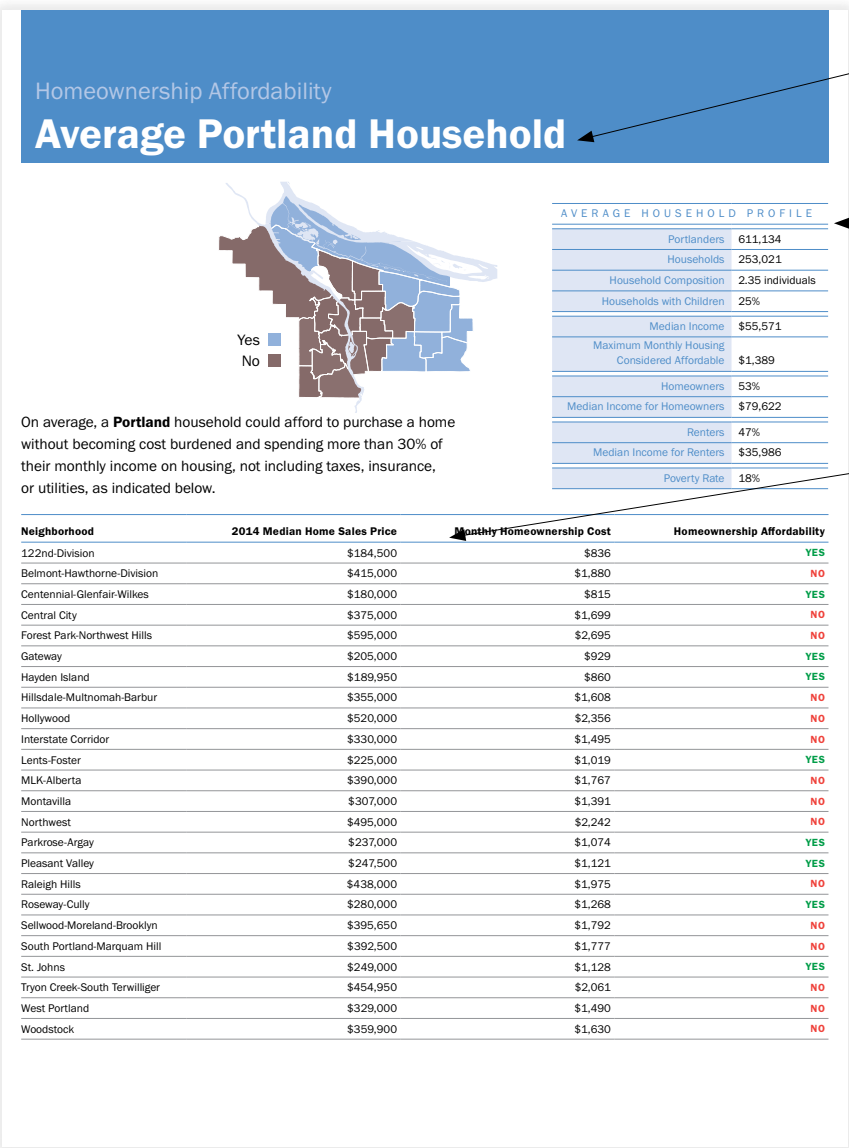 Homeownership Affordability
Average Portland Household
Yes
No
AVERAGE HOUSEHOLD PROFILE
Portlanders 611,134
Households 253,021
Household Composition 2.35 individuals
Households with Children 25%
Median Income $55,571
Maximum Monthly Housing
Considered Affordable $1,389
Homeowners 53%
Median Income for Homeowners $79,622
Renters 47%
Median Income for Renters $35,986
Poverty Rate 18%
On average, a Portland household could afford to purchase a home
without becoming cost burdened and spending more than 30% of
their monthly income on housing, not including taxes, insurance,
or utilities, as indicated below.
Neighborhood 2014 Median Home Sales Price Monthly Homeownership Cost Homeownership Affordability
122nd-Division $184,500 $836 YES
Belmont-Hawthorne-Division $415,000 $1,880 NO
Centennial-Glenfair-Wilkes $180,000 $815 YES
Central City $375,000 $1,699 NO
Forest Park-Northwest Hills $595,000 $2,695 NO
Gateway $205,000 $929 YES
Hayden Island $189,950 $860 YES
Hillsdale-Multnomah-Barbur $355,000 $1,608 NO
Hollywood $520,000 $2,356 NO
Interstate Corridor $330,000 $1,495 NO
Lents-Foster $225,000 $1,019 YES
MLK-Alberta $390,000 $1,767 NO
Montavilla $307,000 $1,391 NO
Northwest $495,000 $2,242 NO
Parkrose-Argay $237,000 $1,074 YES
Pleasant Valley $247,500 $1,121 YES
Raleigh Hills $438,000 $1,975 NO
Roseway-Cully $280,000 $1,268 YES
Sellwood-Moreland-Brooklyn $395,650 $1,792 NO
South Portland-Marquam Hill $392,500 $1,777 NO
St. Johns $249,000 $1,128 YES
Tryon Creek-South Terwilliger $454,950 $2,061 NO
West Portland $329,000 $1,490 NO
Woodstock $359,900 $1,630 NO